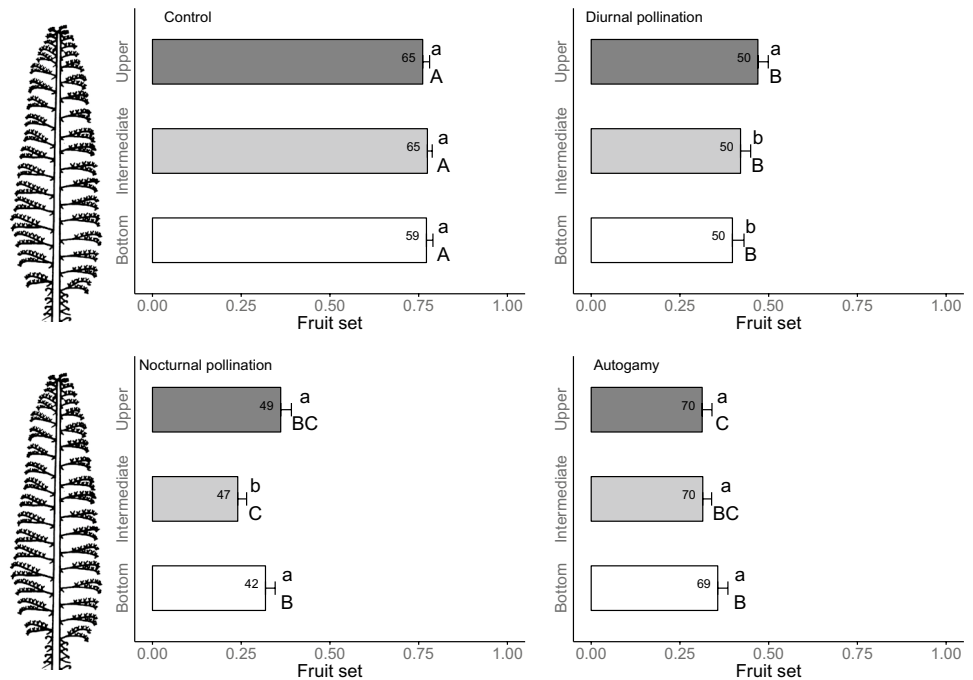 Control
Upper
65
a
A
Intermediate
65
a
A
Bottom
59
a
A
0.00 0.25 0.50 0.75 1.00
Fruit set
Diurnal pollination
Upper
50
a
B
Intermediate
50
b
B
Bottom
50
b
B
0.00 0.25 0.50 0.75 1.00
Fruit set
Nocturnal pollination
Upper
49
a
BC
Intermediate
47
b
C
Bottom
42
a
B
0.00 0.25 0.50 0.75 1.00
Fruit set
Autogamy
Upper
70
a
C
Intermediate
70
a
BC
Bottom
69
a
B
0.00 0.25 0.50 0.75 1.00
Fruit set